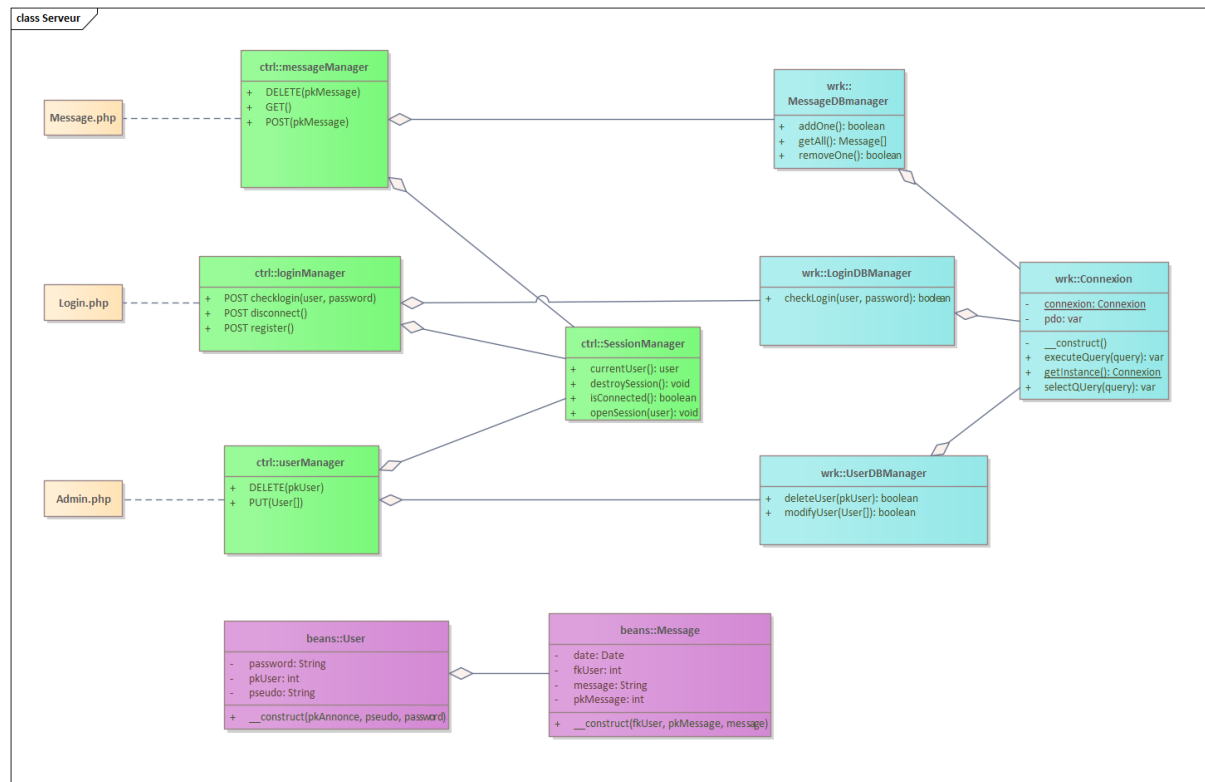 class Serveur
ctrl::messageManager
+ DELETE(pkMessage)
+ GET()
+ POST(pkMessage)
wrk::
MessageDBmanager
+ addOne(): boolean
+ getAll(): Message[]
+ removeOne(): boolean
Message.php
ctrl::loginManager
+ POST checklogin(user, password)
+ POST disconnect()
+ POST register()
wrk::LoginDBManager
+ checkLogin(user, password): boolean
wrk::Connexion
- connexion: Connexion
- pdo: var
- __construct()
+ executeQuery(query): var
+ getInstance(): Connexion
+ selectQUery(query): var
Login.php
ctrl::SessionManager
+ currentUser(): user
+ destroySession(): void
+ isConnected(): boolean
+ openSession(user): void
ctrl::userManager
+ DELETE(pkUser)
+ PUT(User[])
wrk::UserDBManager
+ deleteUser(pkUser): boolean
+ modifyUser(User[]): boolean
Admin.php
beans::User
- password: String
- pkUser: int
- pseudo: String
+ __construct(pkAnnonce, pseudo, password)
beans::Message
- date: Date
- fkUser: int
- message: String
- pkMessage: int
+ __construct(fkUser, pkMessage, message)